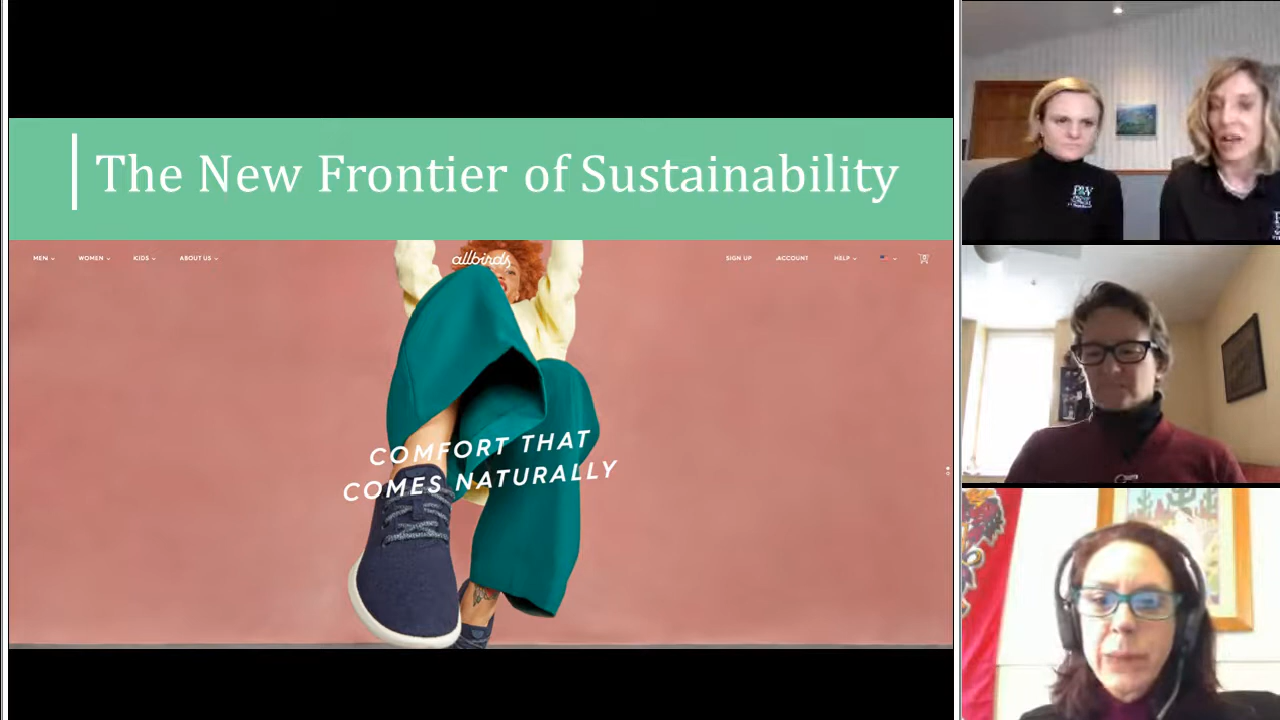 The New Frontier of Sustainability
MEN
WOMEN
KIDS
ABOUT US
allbirds
SIGN UP
ACCOUNT
HELP
0
COMFORT THAT
COMES NATURALLY